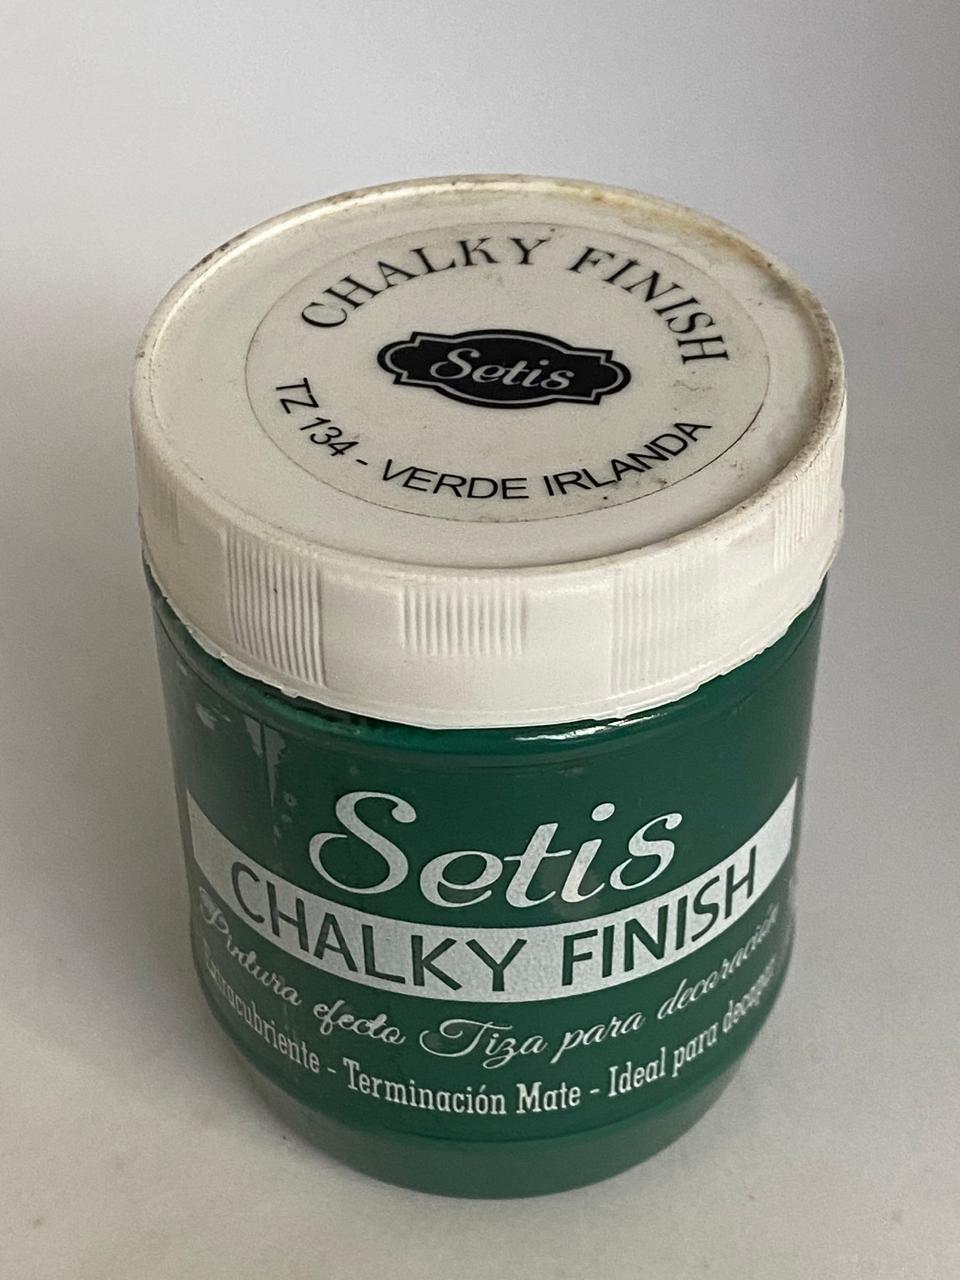 CHALKY FINISH
Setis
TZ 134 - VERDE IRLANDA
Setis
CHALKY FINISH
Pintura efecto Tiza para decoración
- Terminación Mate - Ideal para decapar